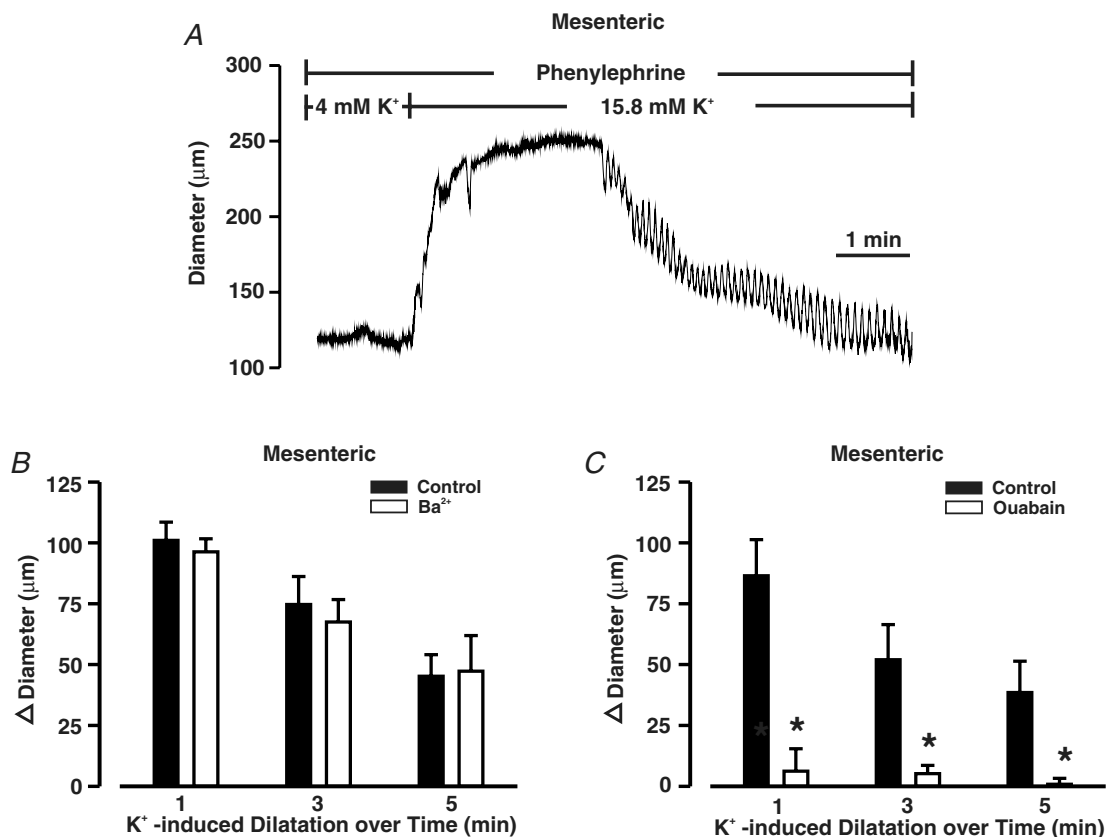 A
Mesenteric
300
250
200
150
100
Diameter (μm)
Phenylephrine
4 mM K⁺
15.8 mM K⁺
1 min
B
Mesenteric
125
100
75
50
25
0
Δ Diameter (μm)
Control
Ba²⁺
1 3 5
K⁺ -induced Dilatation over Time (min)
C
Mesenteric
125
100
75
50
25
0
Δ Diameter (μm)
Control
Ouabain
* * * *
1 3 5
K⁺ -induced Dilatation over Time (min)